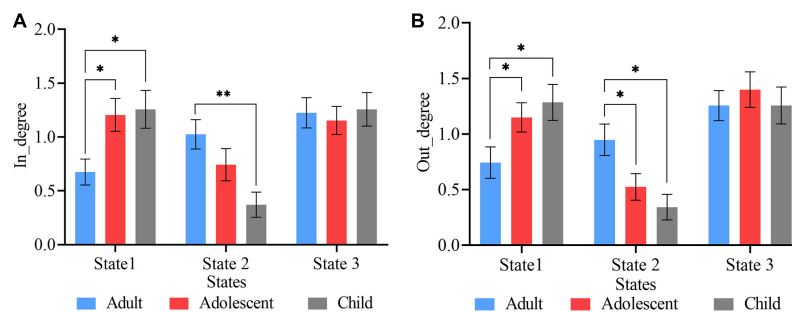 A
2.0
1.5
1.0
0.5
0.0
In_degree
*
*
**
State1
State 2
State 3
States
Adult
Adolescent
Child
B
2.0
1.5
1.0
0.5
0.0
Out_degree
*
*
*
*
State1
State 2
State 3
States
Adult
Adolescent
Child